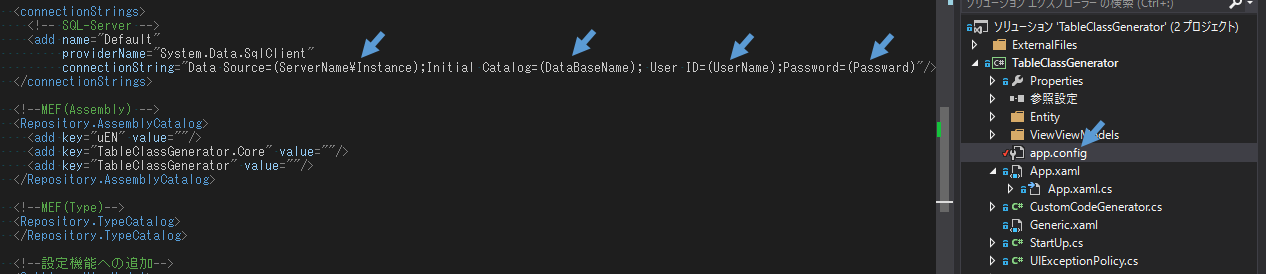 <connectionStrings>
<!-- SQL-Server -->
<add name="Default"
providerName="System.Data.SqlClient"
connectionString="Data Source=(ServerName¥Instance);Initial Catalog=(DataBaseName); User ID=(UserName);Password=(Passward)"/>
</connectionStrings>
<!--MEF(Assembly) -->
<Repository.AssemblyCatalog>
<add key="uEN" value=""/>
<add key="TableClassGenerator.Core" value=""/>
<add key="TableClassGenerator" value=""/>
</Repository.AssemblyCatalog>
<!--MEF(Type)-->
<Repository.TypeCatalog>
</Repository.TypeCatalog>
<!--設定機能への追加-->
ソリューション エクスプローラー の検索 (Ctrl+;)
ソリューション 'TableClassGenerator' (2 プロジェクト)
ExternalFiles
TableClassGenerator
Properties
参照設定
Entity
ViewViewModels
app.config
App.xaml
App.xaml.cs
CustomCodeGenerator.cs
Generic.xaml
StartUp.cs
UIExceptionPolicy.cs